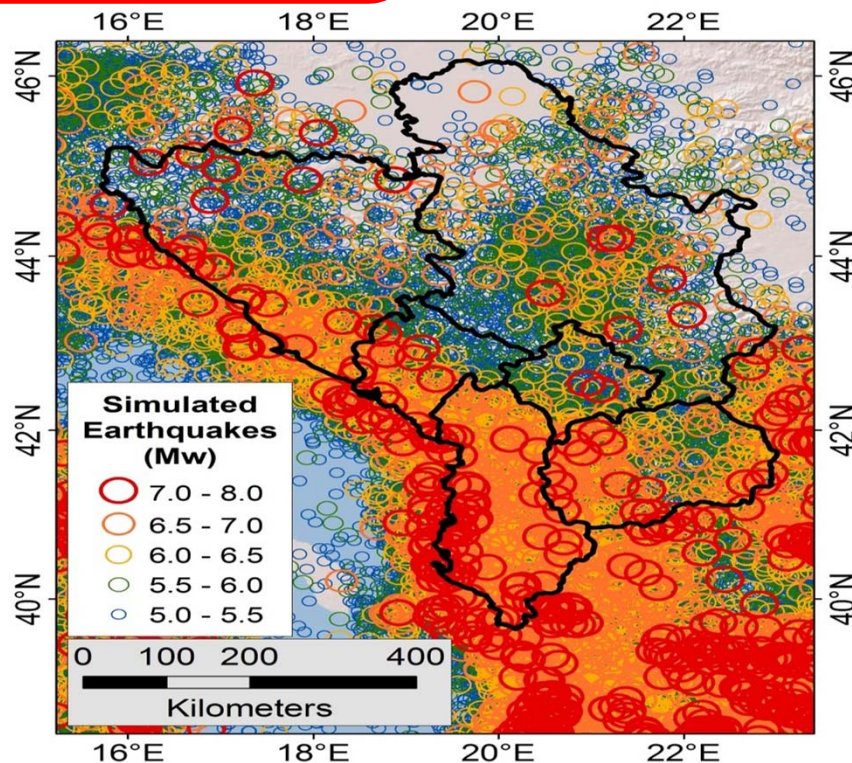 16°E 18°E 20°E 22°E
46°N 46°N
44°N 44°N
42°N 42°N
40°N 40°N
Simulated
Earthquakes
(Mw)
7.0 - 8.0
6.5 - 7.0
6.0 - 6.5
5.5 - 6.0
5.0 - 5.5
0 100 200 400
Kilometers
16°E 18°E 20°E 22°E